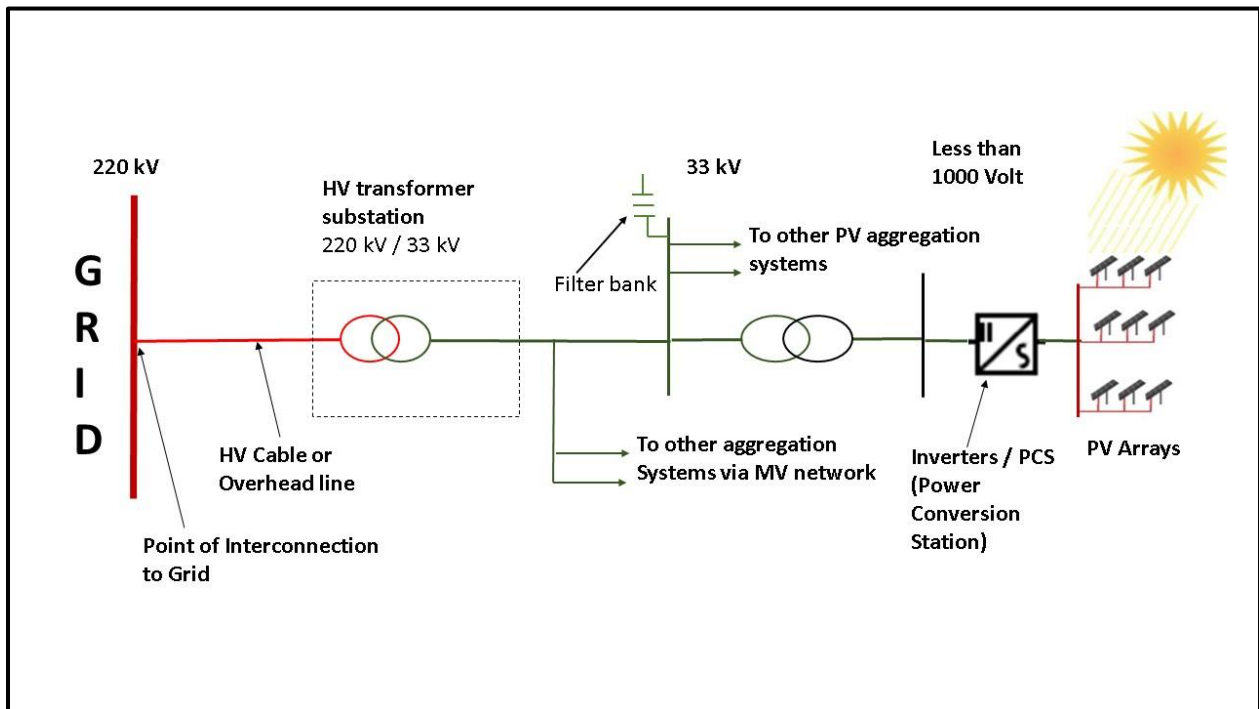 220 kV
GRID
HV transformer
substation
220 kV / 33 kV
Filter bank
33 kV
To other PV aggregation
systems
Less than
1000 Volt
HV Cable or
Overhead line
Point of Interconnection
to Grid
To other aggregation
Systems via MV network
Inverters / PCS
(Power
Conversion
Station)
PV Arrays